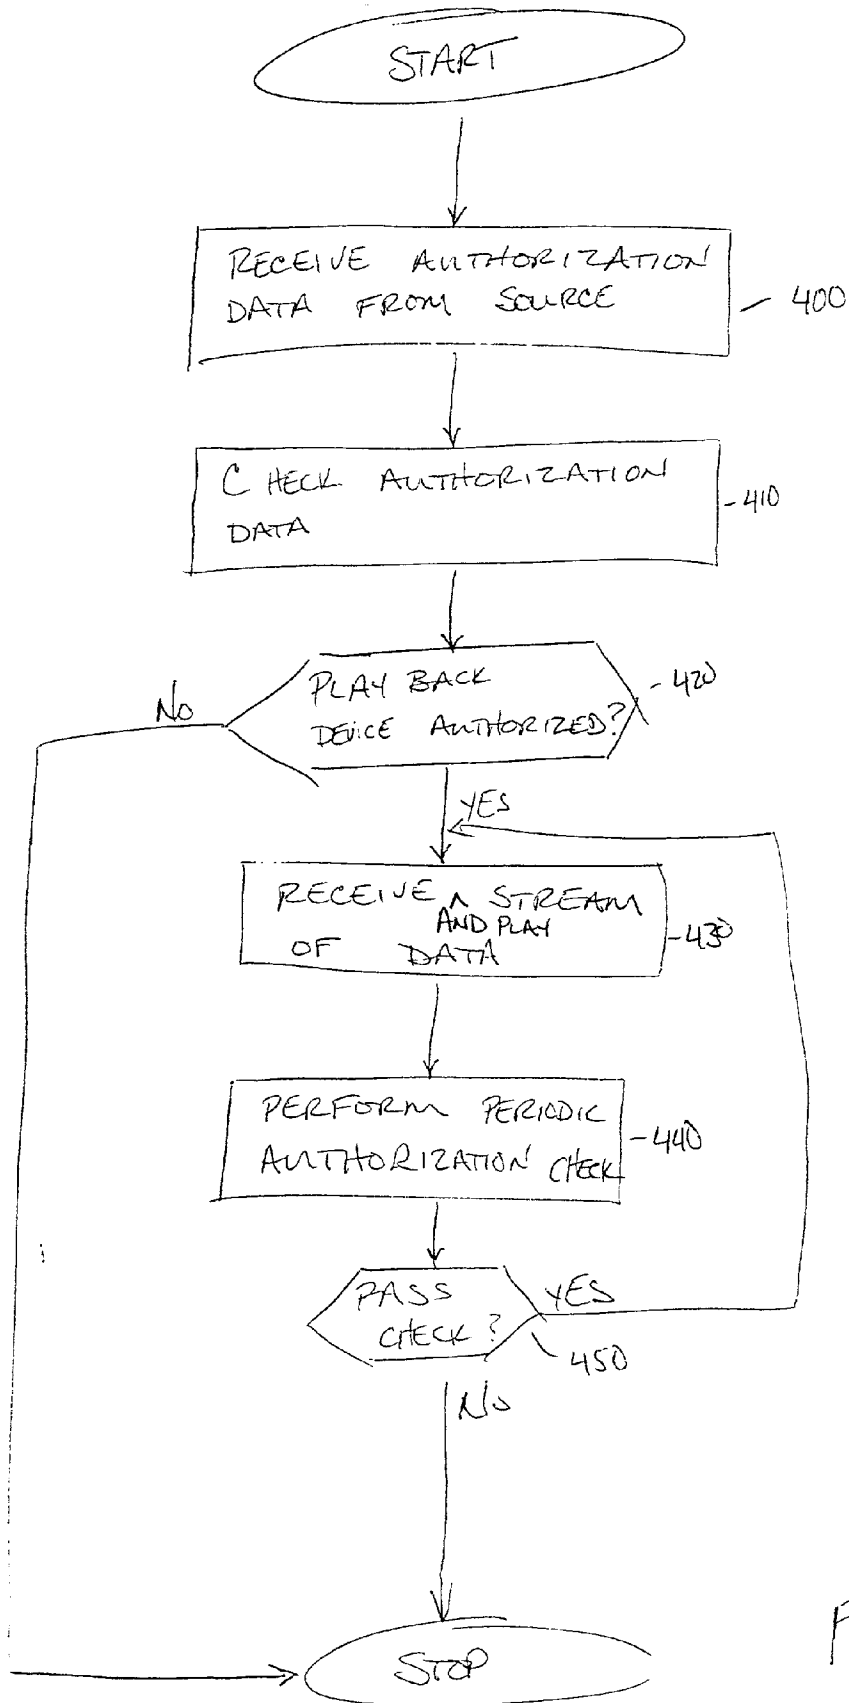 START
RECEIVE AUTHORIZATION
DATA FROM SOURCE
400
CHECK AUTHORIZATION
DATA
410
PLAY BACK
DEVICE AUTHORIZED?
420
No
YES
RECEIVE ^ STREAM
AND PLAY
OF DATA
430
PERFORM PERIODIC
AUTHORIZATION CHECK
440
PASS
CHECK?
YES
450
No
STOP
F